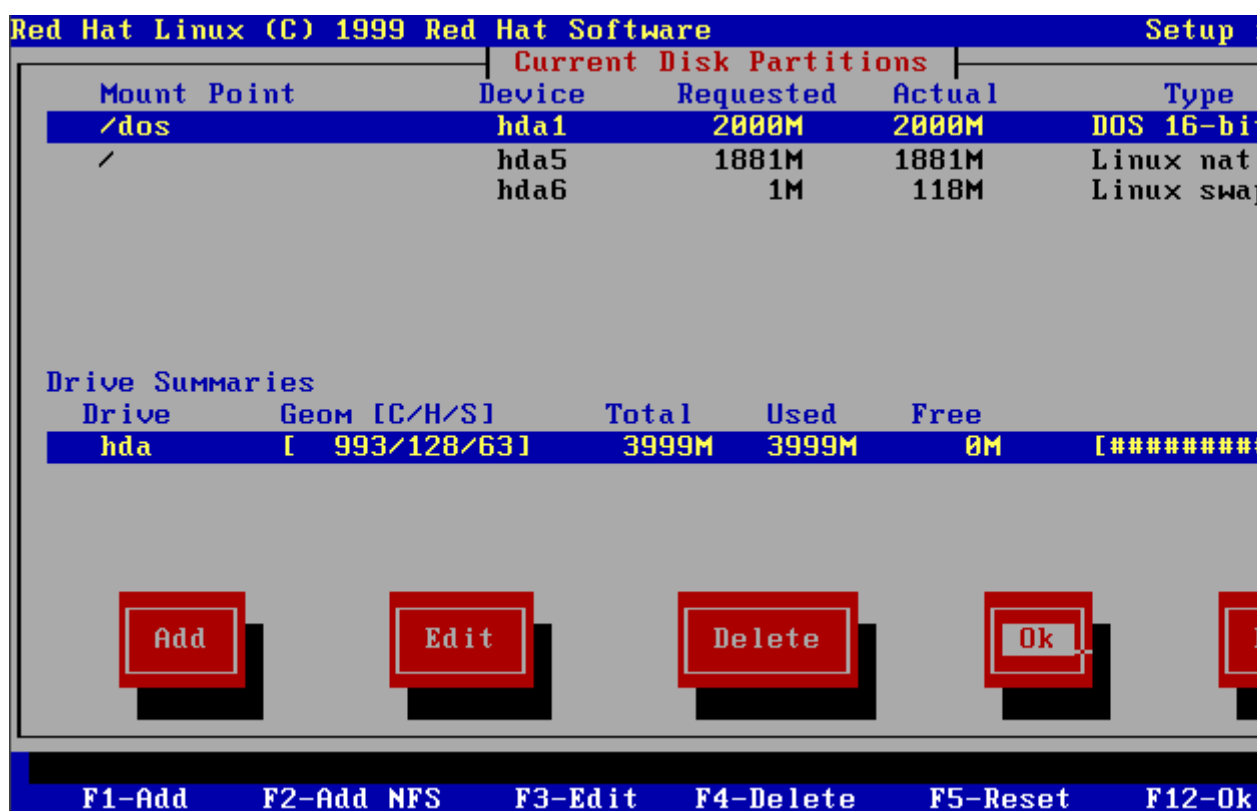 Red Hat Linux (C) 1999 Red Hat Software Setup
Current Disk Partitions
Mount Point Device Requested Actual Type
/dos hda1 2000M 2000M DOS 16-bi
/ hda5 1881M 1881M Linux nat
hda6 1M 118M Linux swa
Drive Summaries
Drive Geom [C/H/S] Total Used Free
hda [ 993/128/63] 3999M 3999M 0M [########
Add Edit Delete Ok
F1-Add F2-Add NFS F3-Edit F4-Delete F5-Reset F12-Ok